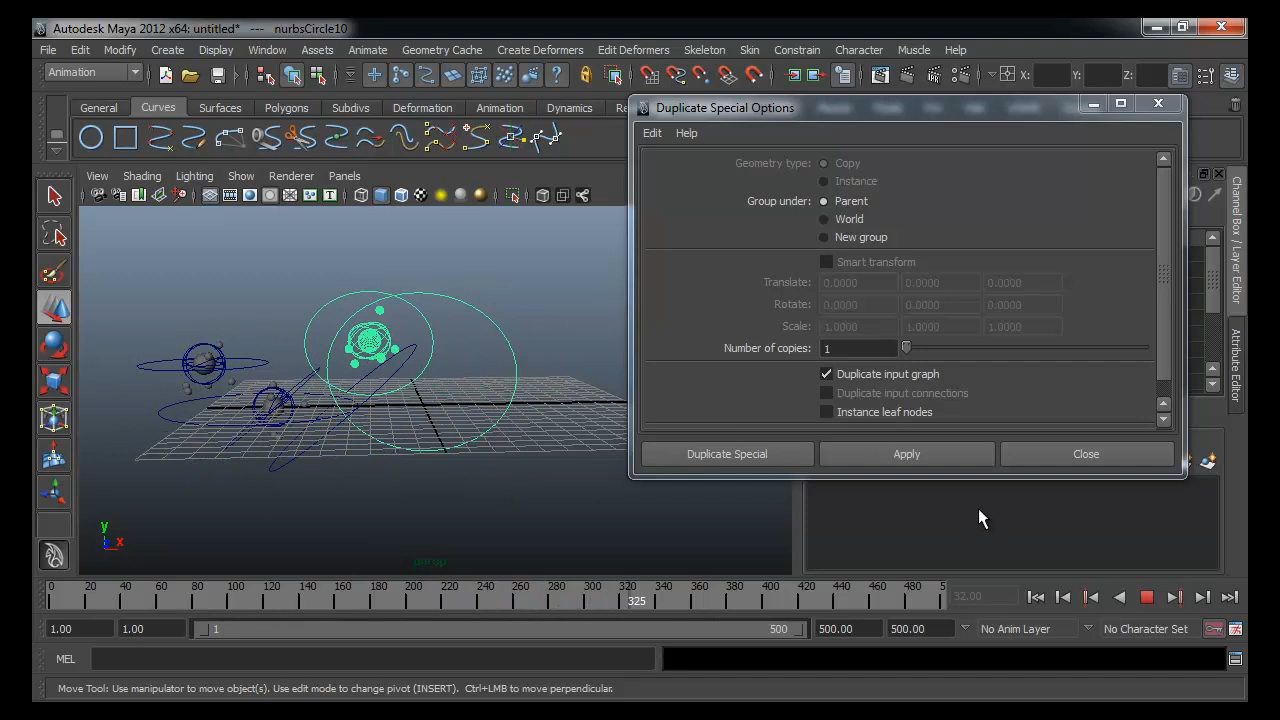 Autodesk Maya 2012 x64: untitled* --- nurbsCircle10
File Edit Modify Create Display Window Assets Animate Geometry Cache Create Deformers Edit Deformers Skeleton Skin Constrain Character Muscle Help
Animation X: Y: Z:
General Curves Surfaces Polygons Subdivs Deformation Animation Dynamics
View Shading Lighting Show Renderer Panels
Duplicate Special Options
Edit Help
Geometry type: Copy
Instance
Group under: Parent
World
New group
Smart transform
Translate: 0.0000 0.0000 0.0000
Rotate: 0.0000 0.0000 0.0000
Scale: 1.0000 1.0000 1.0000
Number of copies: 1
Duplicate input graph
Duplicate input connections
Instance leaf nodes
Duplicate Special Apply Close
Channel Box / Layer Editor
Attribute Editor
y
x
persp
0 20 40 60 80 100 120 140 160 180 200 220 240 260 280 300 320 340 360 380 400 420 440 460 480 5
325
32.00
1.00 1.00 1 500 500.00 500.00 No Anim Layer No Character Set
MEL
Move Tool: Use manipulator to move object(s). Use edit mode to change pivot (INSERT). Ctrl+LMB to move perpendicular.